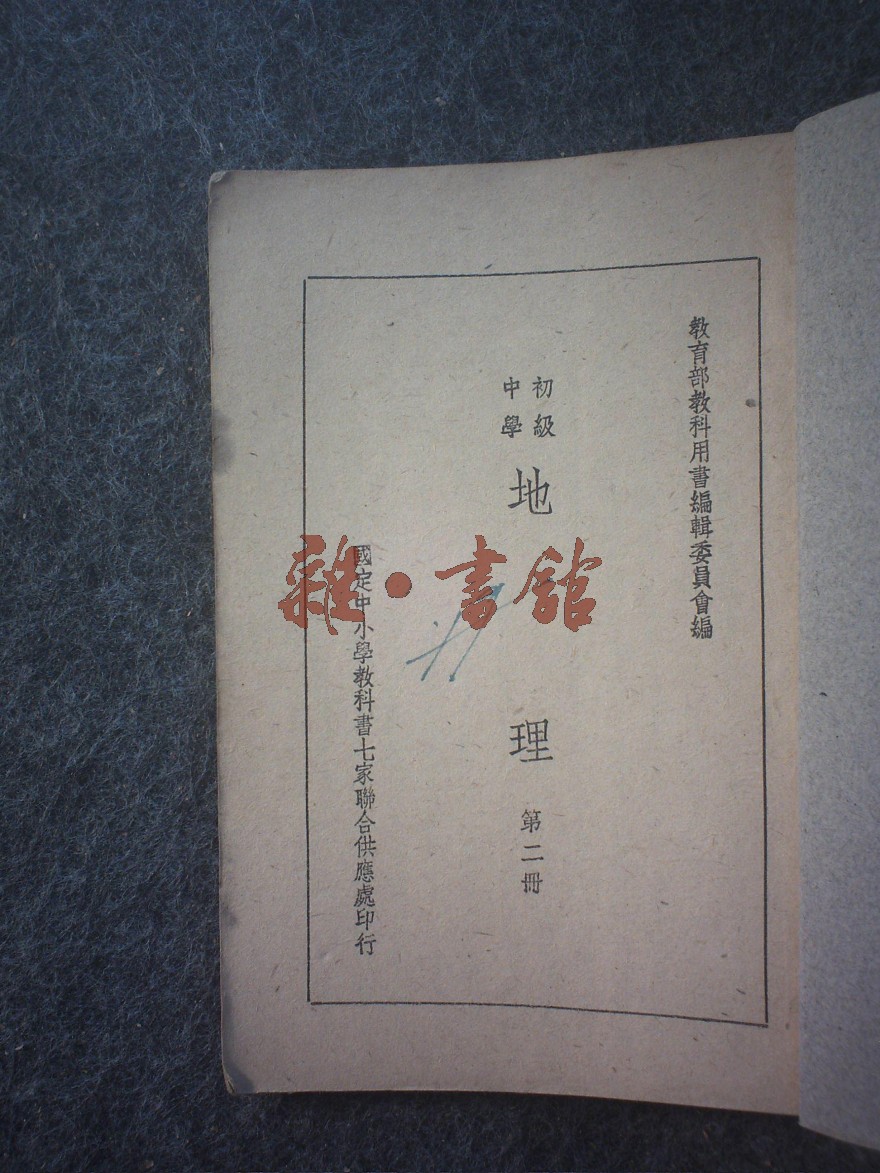 教育部教科用書編輯委員會編
初級
中學
地理 第二冊
國定中小學教科書七家聯合供應處印行
雜·書館